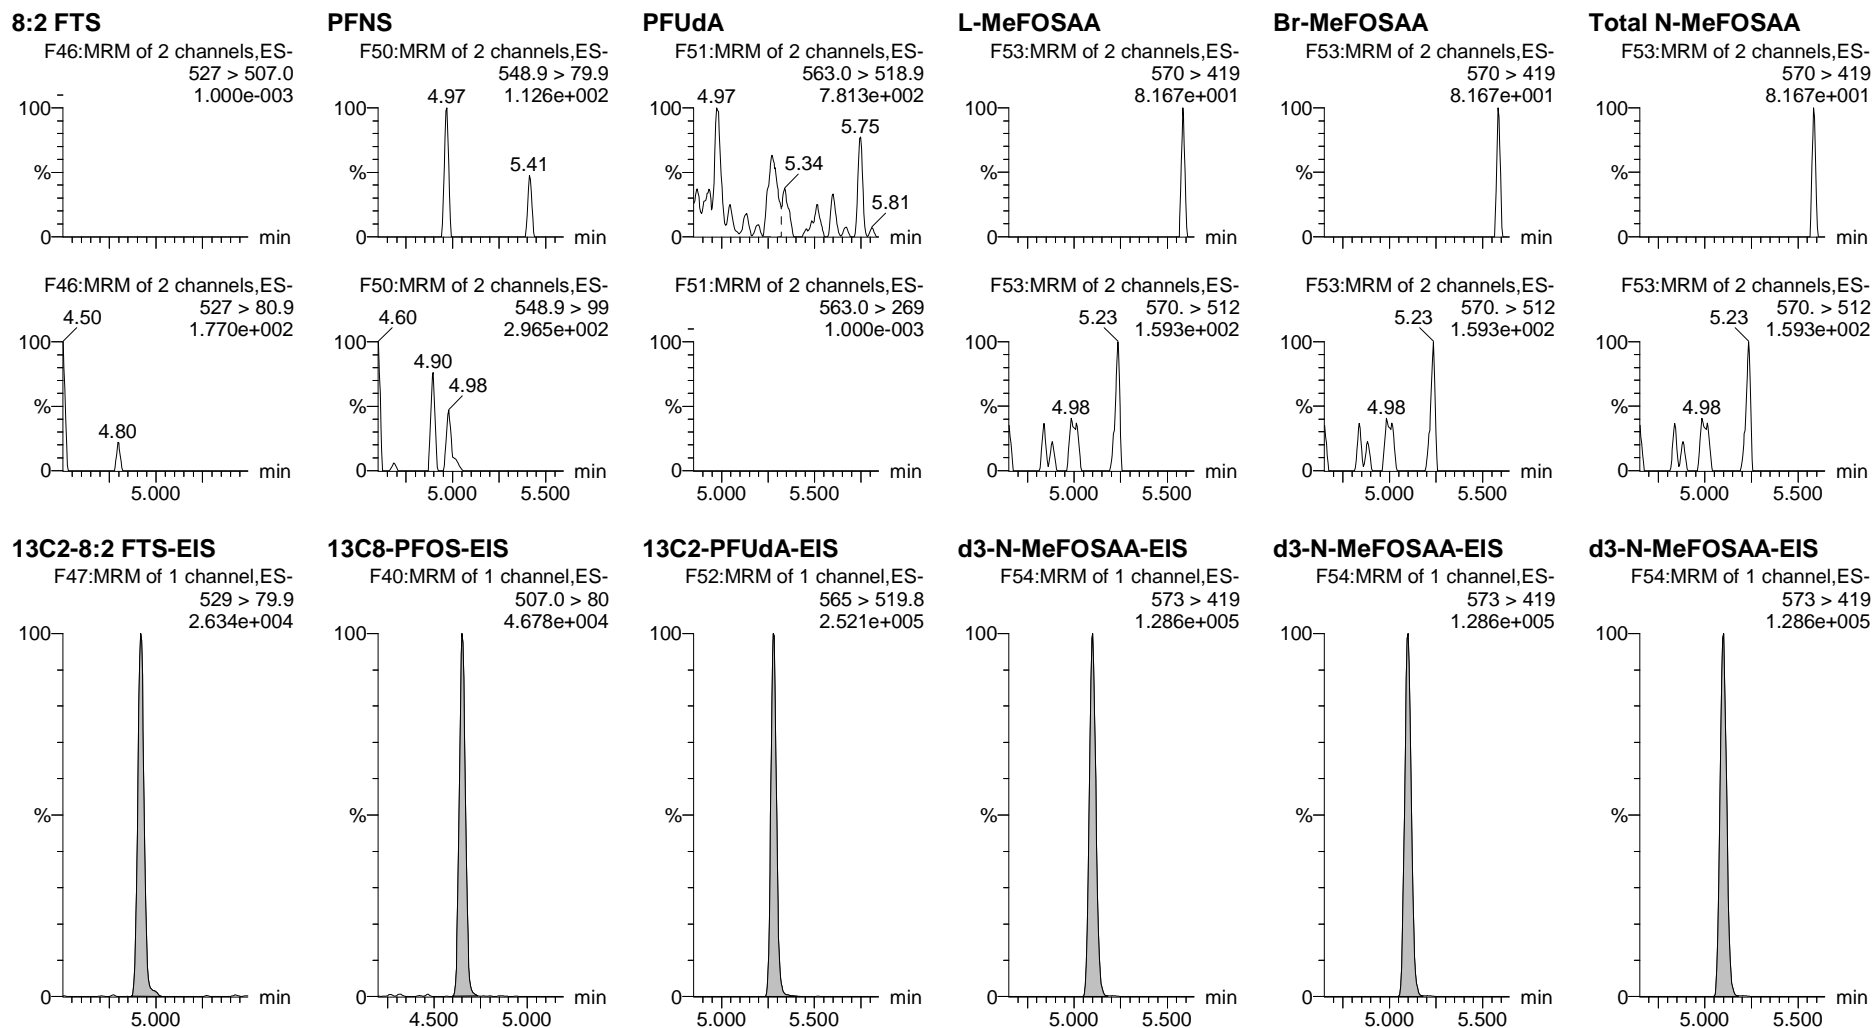 8:2 FTS
F46:MRM of 2 channels,ES-
527 > 507.0
1.000e-003
100
%
0
min
PFNS
F50:MRM of 2 channels,ES-
548.9 > 79.9
1.126e+002
100
4.97
5.41
%
0
min
PFUdA
F51:MRM of 2 channels,ES-
563.0 > 518.9
7.813e+002
100
4.97
5.75
5.34
5.81
%
0
min
L-MeFOSAA
F53:MRM of 2 channels,ES-
570 > 419
8.167e+001
100
%
0
min
Br-MeFOSAA
F53:MRM of 2 channels,ES-
570 > 419
8.167e+001
100
%
0
min
Total N-MeFOSAA
F53:MRM of 2 channels,ES-
570 > 419
8.167e+001
100
%
0
min
F46:MRM of 2 channels,ES-
527 > 80.9
1.770e+002
4.50
100
4.80
%
0
min
5.000
F50:MRM of 2 channels,ES-
548.9 > 99
2.965e+002
4.60
100
4.90
4.98
%
0
min
5.000 5.500
F51:MRM of 2 channels,ES-
563.0 > 269
1.000e-003
100
%
0
min
5.000 5.500
F53:MRM of 2 channels,ES-
570. > 512
1.593e+002
5.23
100
4.98
%
0
min
5.000 5.500
F53:MRM of 2 channels,ES-
570. > 512
1.593e+002
5.23
100
4.98
%
0
min
5.000 5.500
F53:MRM of 2 channels,ES-
570. > 512
1.593e+002
5.23
100
4.98
%
0
min
5.000 5.500
13C2-8:2 FTS-EIS
F47:MRM of 1 channel,ES-
529 > 79.9
2.634e+004
100
%
0
min
5.000
13C8-PFOS-EIS
F40:MRM of 1 channel,ES-
507.0 > 80
4.678e+004
100
%
0
min
4.500 5.000
13C2-PFUdA-EIS
F52:MRM of 1 channel,ES-
565 > 519.8
2.521e+005
100
%
0
min
5.000 5.500
d3-N-MeFOSAA-EIS
F54:MRM of 1 channel,ES-
573 > 419
1.286e+005
100
%
0
min
5.000 5.500
d3-N-MeFOSAA-EIS
F54:MRM of 1 channel,ES-
573 > 419
1.286e+005
100
%
0
min
5.000 5.500
d3-N-MeFOSAA-EIS
F54:MRM of 1 channel,ES-
573 > 419
1.286e+005
100
%
0
min
5.000 5.500